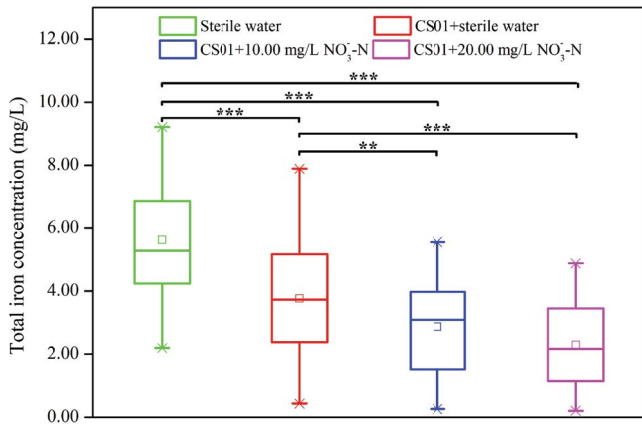 Sterile water
CS01+sterile water
CS01+10.00 mg/L NO₃⁻-N
CS01+20.00 mg/L NO₃⁻-N
Total iron concentration (mg/L)
12.00
10.00
8.00
6.00
4.00
2.00
0.00
***
***
***
***
**